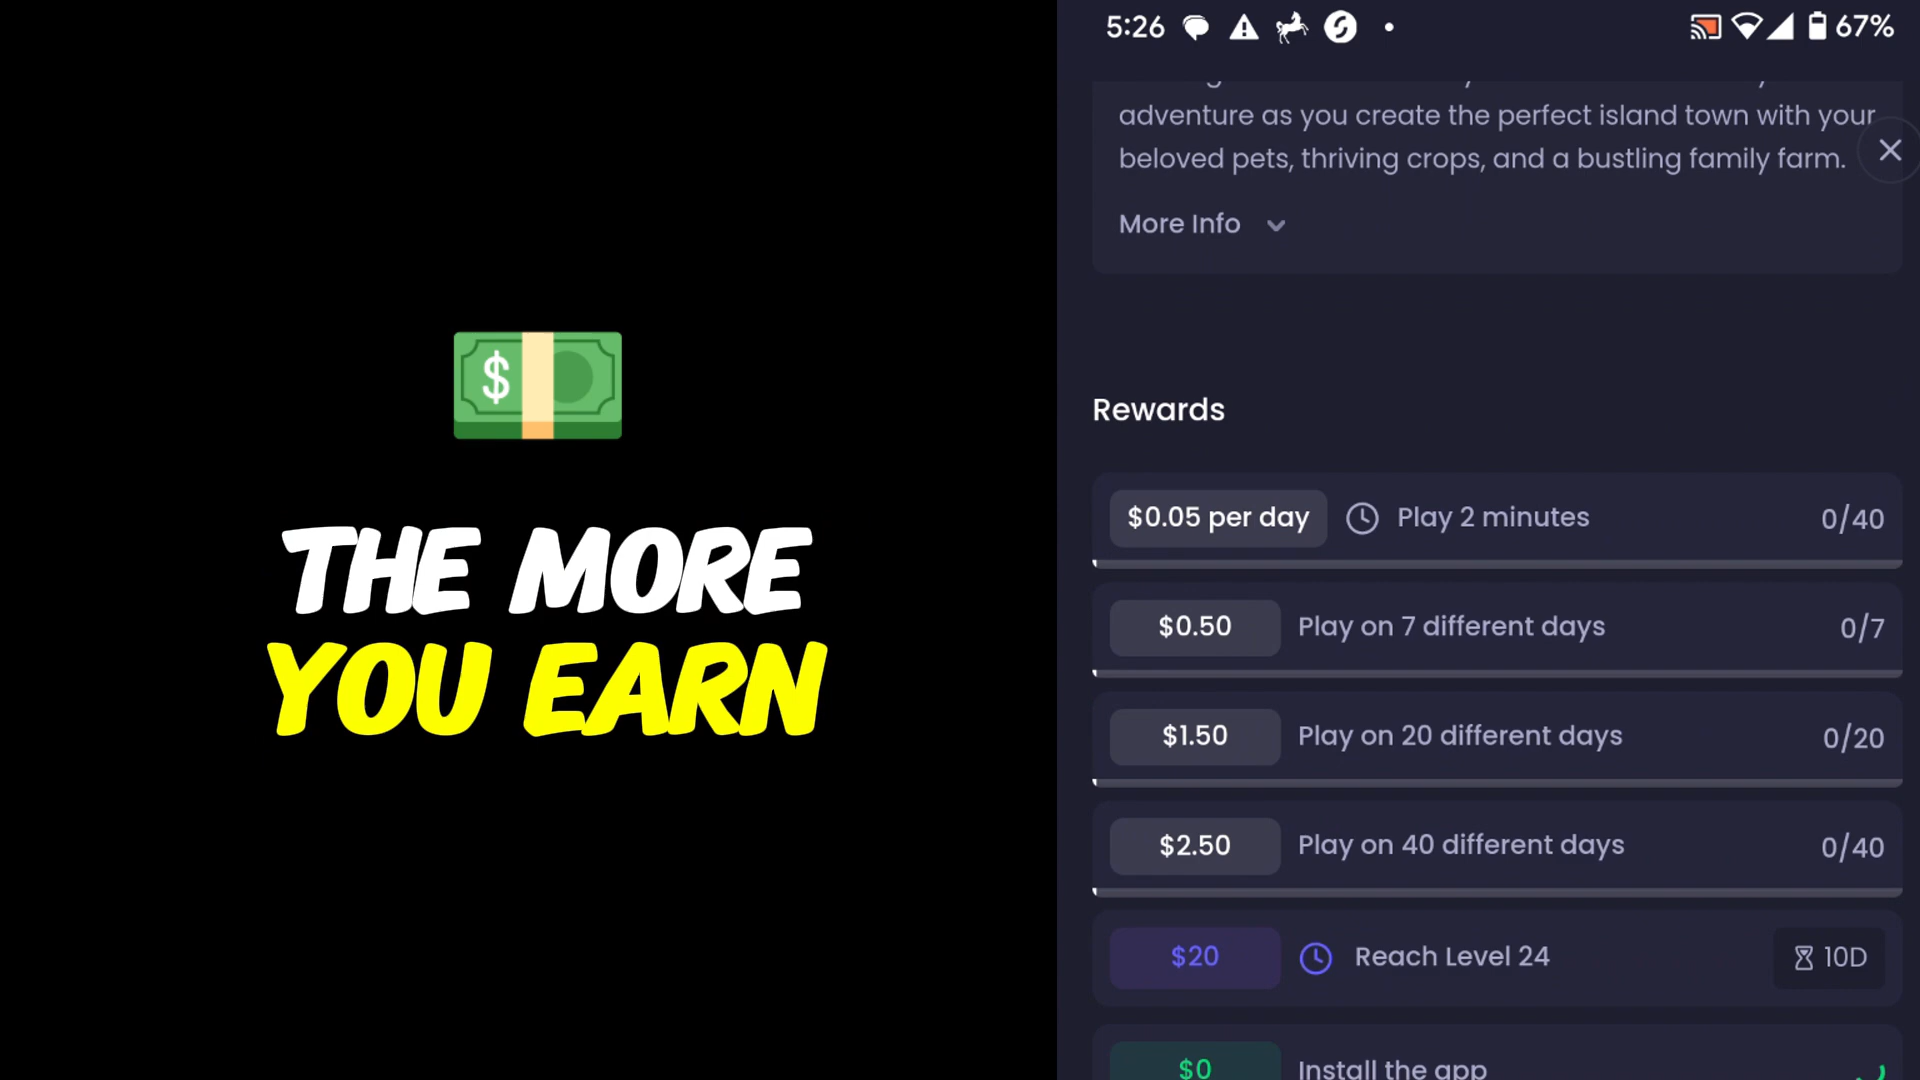 $
THE MORE
YOU EARN
5:26
67%
adventure as you create the perfect island town with your
beloved pets, thriving crops, and a bustling family farm.
More Info
Rewards
$0.05 per day Play 2 minutes 0/40
$0.50 Play on 7 different days 0/7
$1.50 Play on 20 different days 0/20
$2.50 Play on 40 different days 0/40
$20 Reach Level 24 10D
$0 Install the app